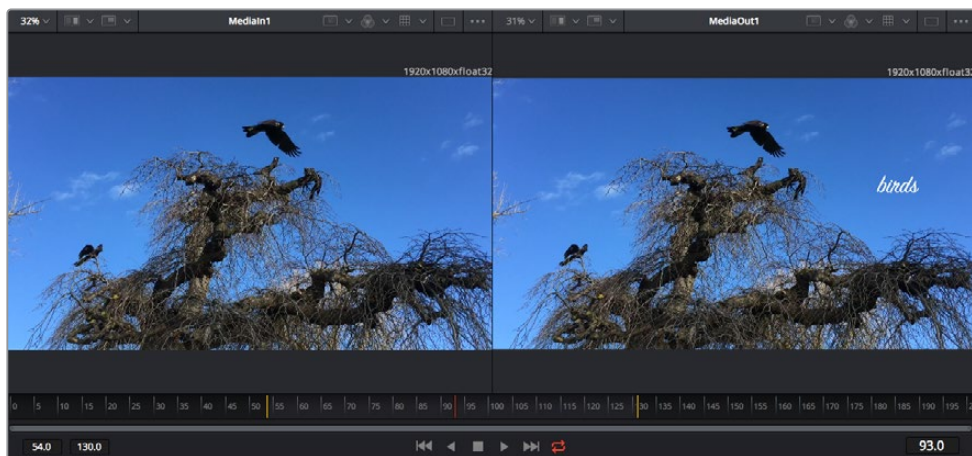 32% MediaIn1 31% MediaOut1
1920x1080xfloat32 1920x1080xfloat32
birds
0 5 10 15 20 25 30 35 40 45 50 55 60 65 70 75 80 85 90 95 100 105 110 115 120 125 30 135 140 145 150 155 160 165 170 175 180 185 190 195
54.0 130.0 93.0